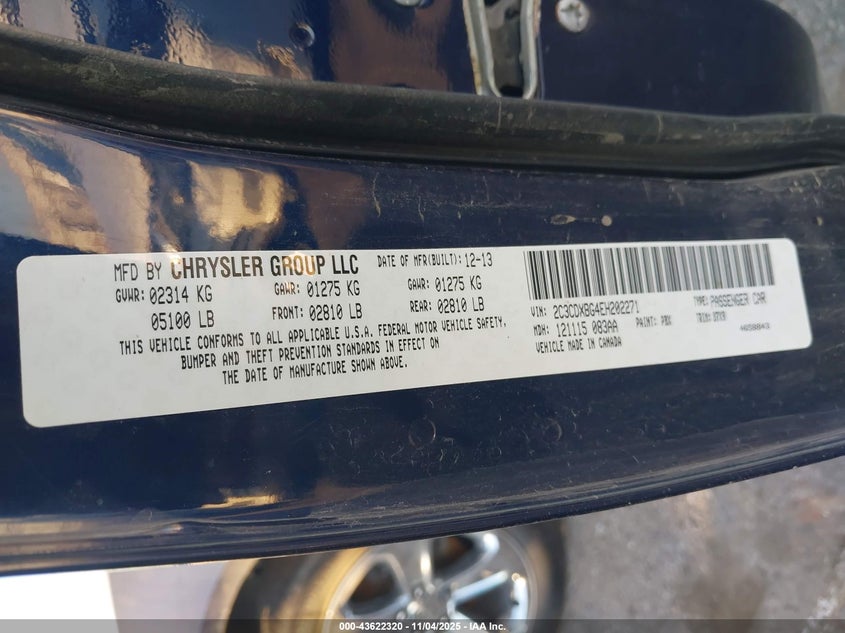 MFD BY CHRYSLER GROUP LLC
DATE OF MFR(BUILT): 12-13
GVWR: 02314 KG
GAWR: 01275 KG
GAWR: 01275 KG
05100 LB
FRONT: 02810 LB
REAR: 02810 LB
THIS VEHICLE CONFORMS TO ALL APPLICABLE U.S.A. FEDERAL MOTOR VEHICLE SAFETY,
BUMPER AND THEFT PREVENTION STANDARDS IN EFFECT ON
THE DATE OF MANUFACTURE SHOWN ABOVE.
VIN: 2C3CDXBG4EH202271
TYPE: PASSENGER CAR
MDH: 121115 083AA
PAINT: PBX
TRIM:
VEHICLE MADE IN CANADA
4658843
000-43622320 — 11/04/2025 — IAA Inc.